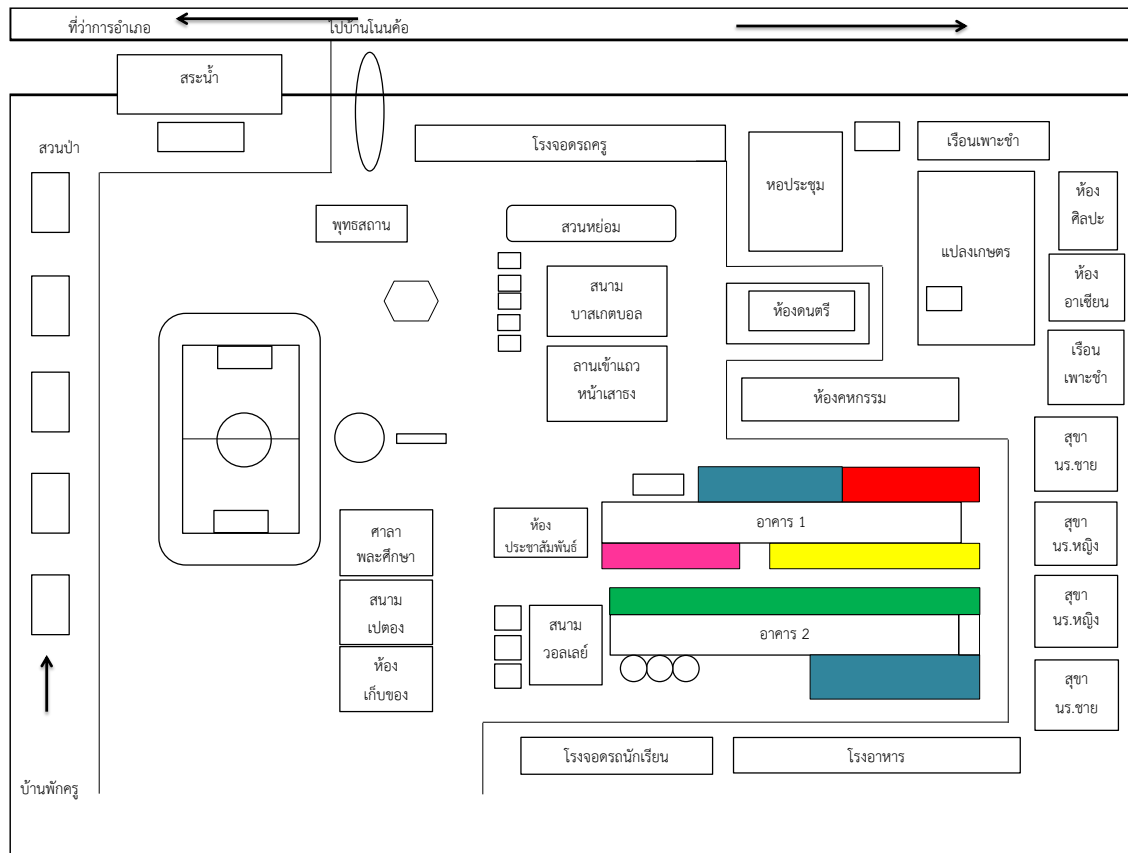 ที่ว่าการอำเภอ
ไปบ้านโนนค้อ
สระน้ำ
สวนป่า
โรงจอดรถครู
หอประชุม
เรือนเพาะชำ
ห้อง
ศิลปะ
พุทธสถาน
สวนหย่อม
แปลงเกษตร
สนาม
บาสเกตบอล
ห้องดนตรี
ห้อง
อาเซียน
ลานเข้าแถว
หน้าเสาธง
เรือน
เพาะชำ
ห้องคหกรรม
สุขา
นร.ชาย
ศาลา
พละศึกษา
ห้อง
ประชาสัมพันธ์
อาคาร 1
สุขา
นร.หญิง
สนาม
เปตอง
สนาม
วอลเลย์
อาคาร 2
สุขา
นร.หญิง
ห้อง
เก็บของ
สุขา
นร.ชาย
โรงจอดรถนักเรียน
โรงอาหาร
บ้านพักครู